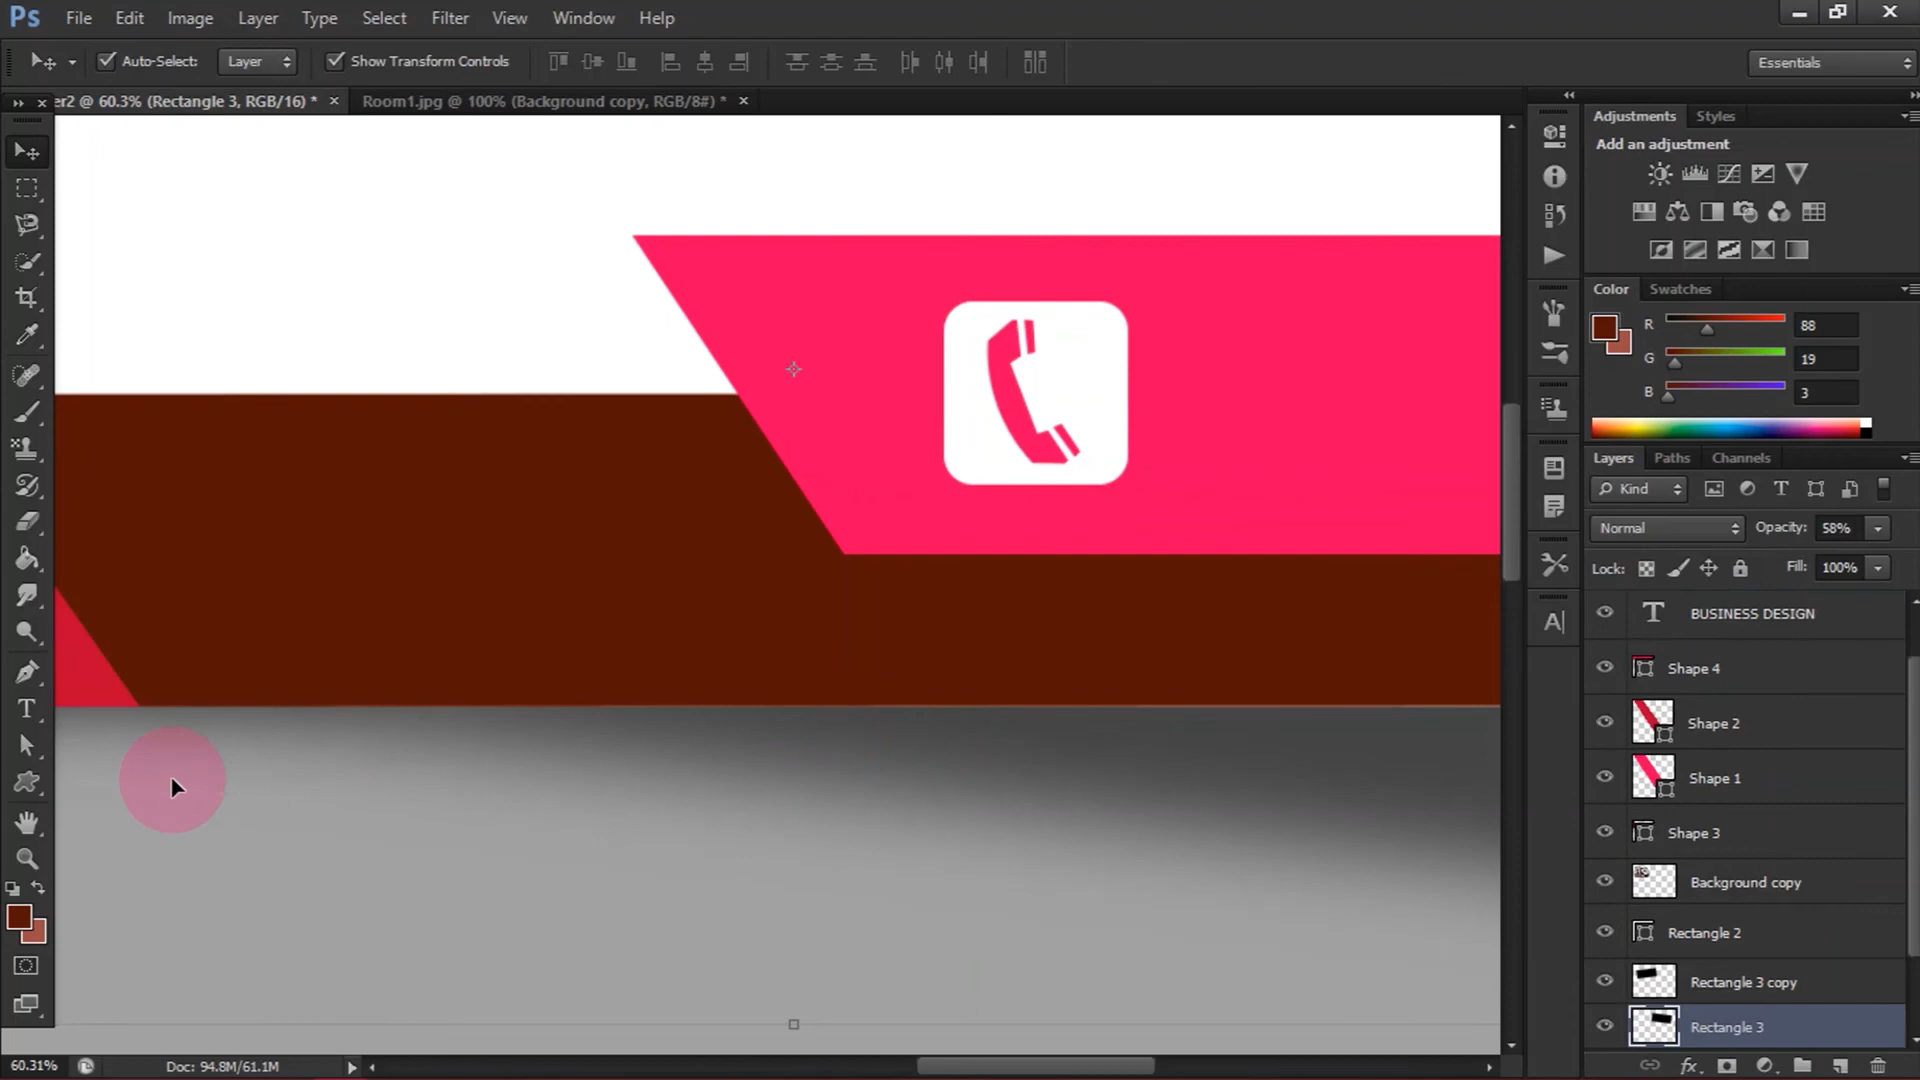 Ps File Edit Image Layer Type Select Filter View Window Help
Auto-Select: Layer Show Transform Controls Essentials
er2 @ 60.3% (Rectangle 3, RGB/16) * Room1.jpg @ 100% (Background copy, RGB/8#) *
Adjustments Styles
Add an adjustment
Color Swatches
R 88
G 19
B 3
Layers Paths Channels
Kind T
Normal Opacity: 58%
Lock: Fill: 100%
T BUSINESS DESIGN
Shape 4
Shape 2
Shape 1
Shape 3
Background copy
Rectangle 2
Rectangle 3 copy
Rectangle 3
fx
60.31% Doc: 94.8M/61.1M